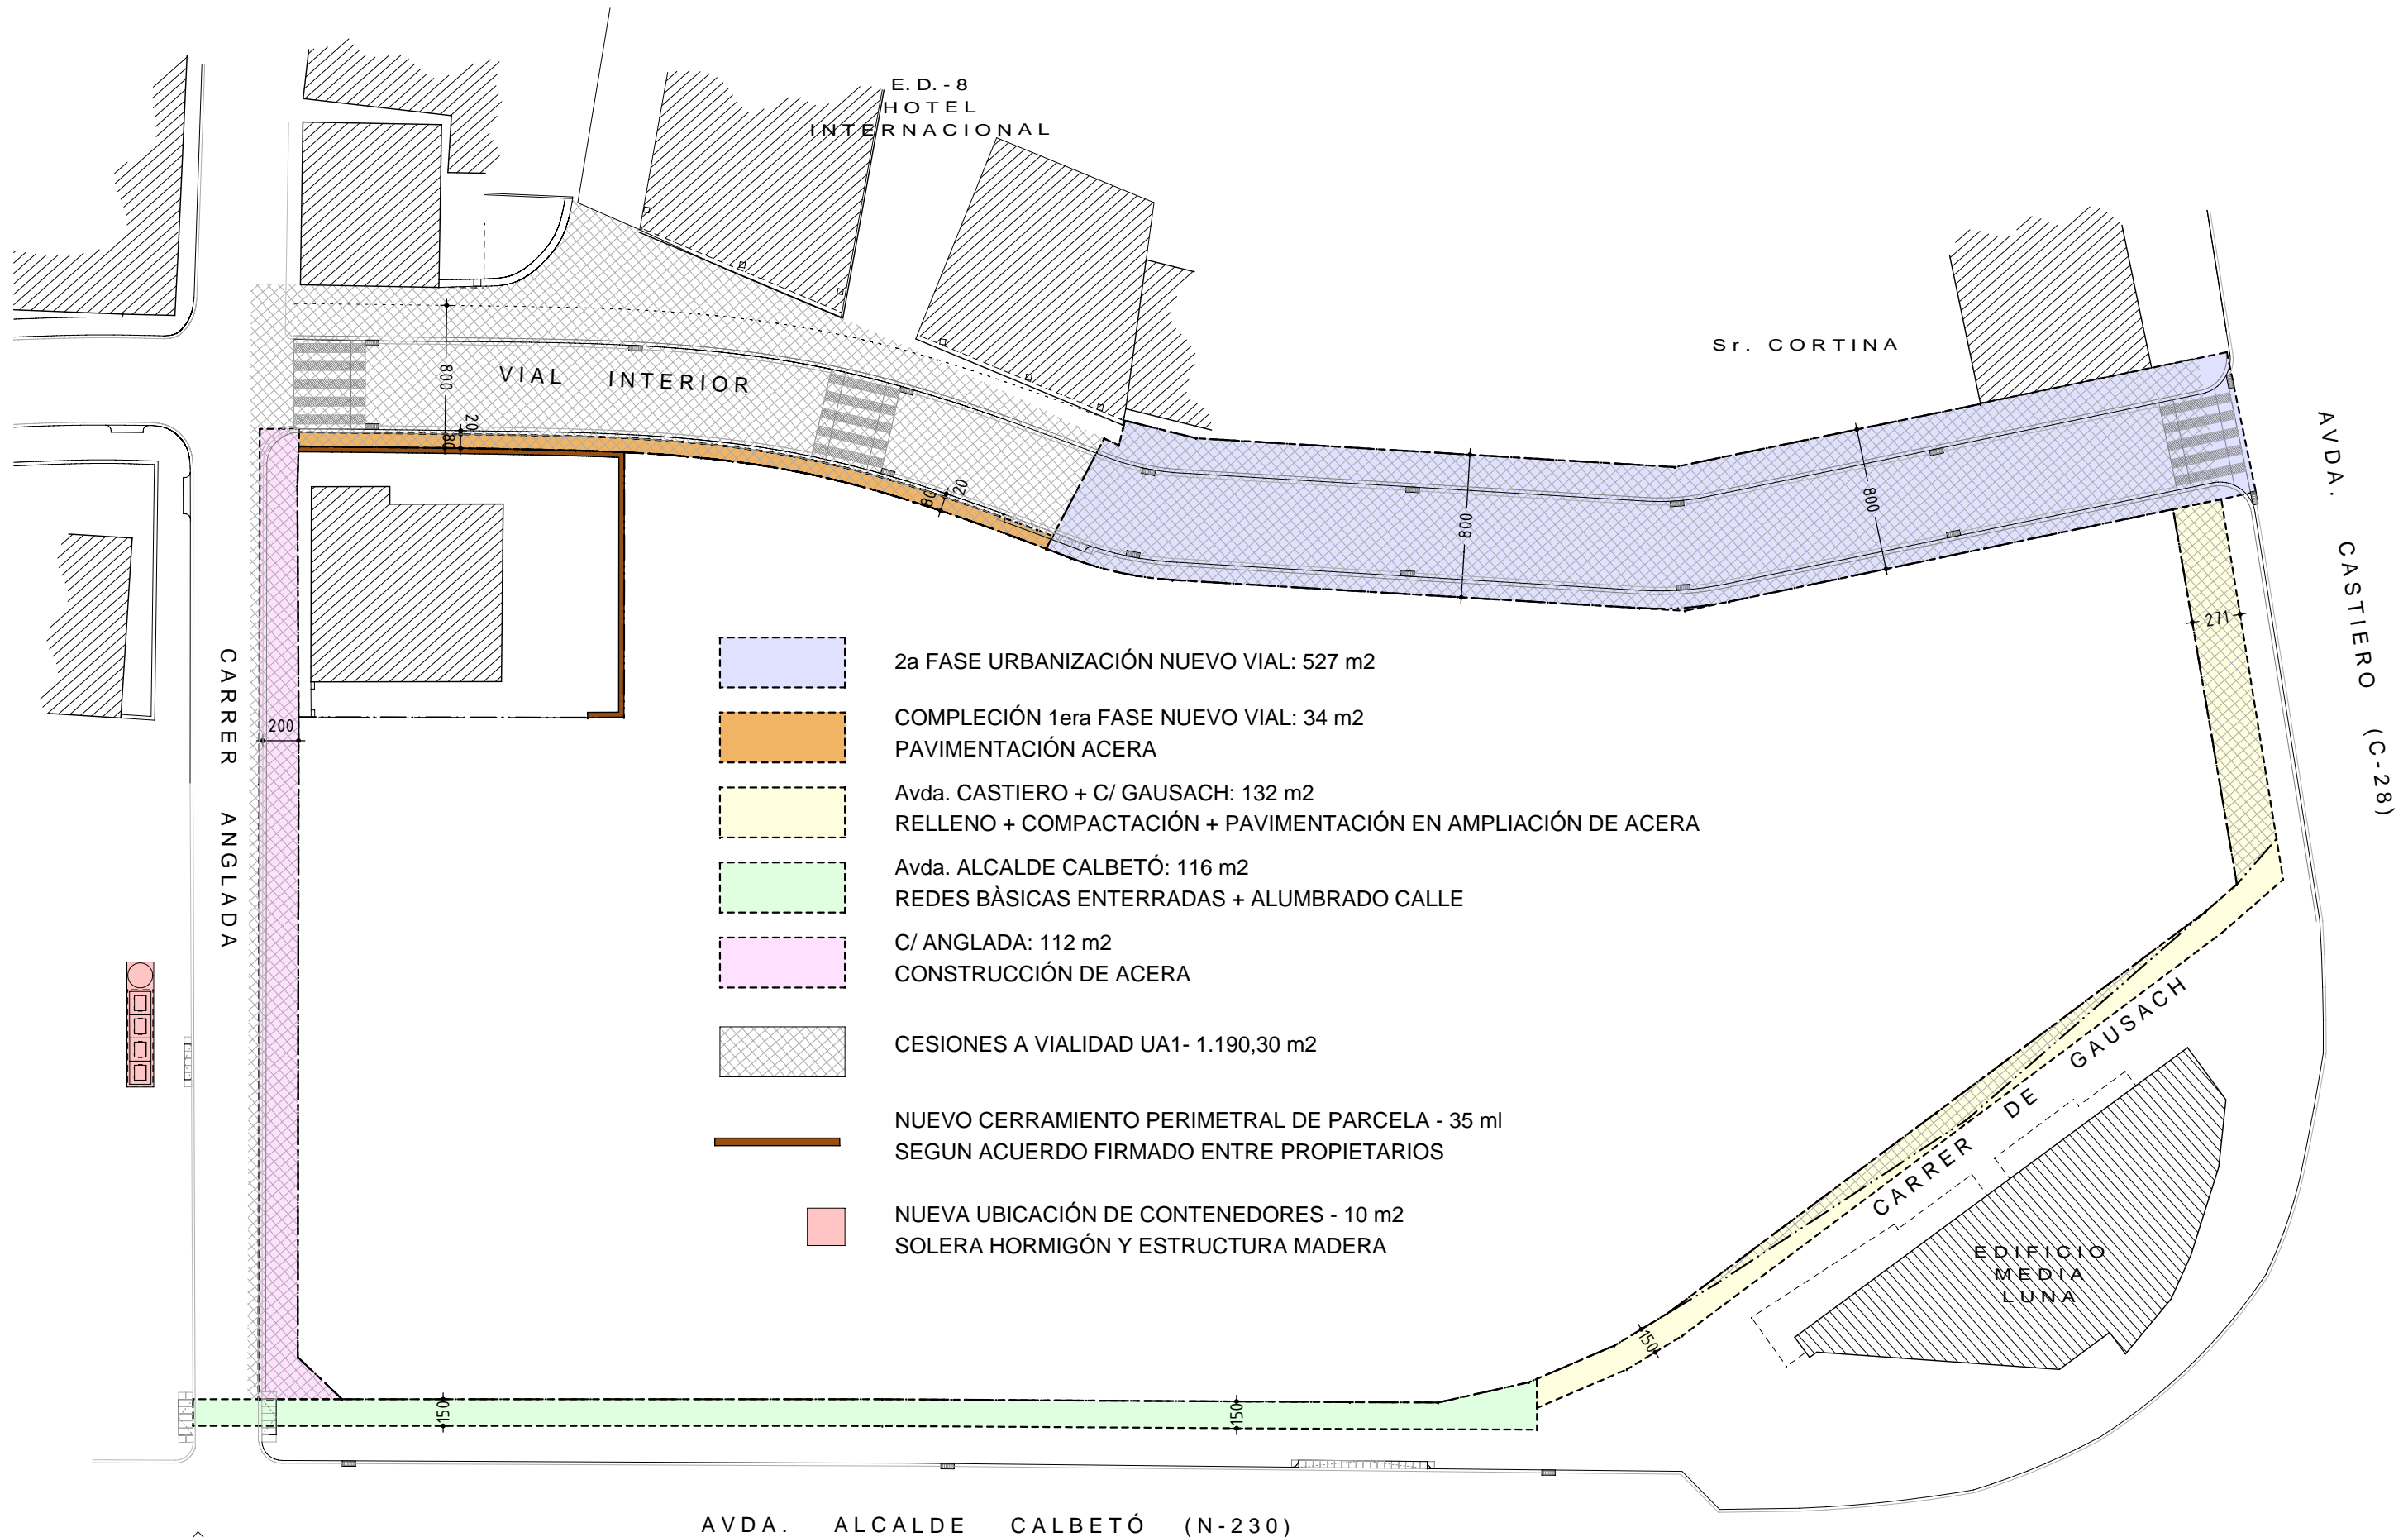 E.D.-8
HOTEL
INTERNACIONAL
Sr. CORTINA
VIAL INTERIOR
800
20
80
80
20
800
800
271
200
150
150
150
AVDA. CASTIERO (C-28)
CARRER ANGLADA
2a FASE URBANIZACIÓN NUEVO VIAL: 527 m2
COMPLECIÓN 1era FASE NUEVO VIAL: 34 m2
PAVIMENTACIÓN ACERA
Avda. CASTIERO + C/ GAUSACH: 132 m2
RELLENO + COMPACTACIÓN + PAVIMENTACIÓN EN AMPLIACIÓN DE ACERA
Avda. ALCALDE CALBETÓ: 116 m2
REDES BÀSICAS ENTERRADAS + ALUMBRADO CALLE
C/ ANGLADA: 112 m2
CONSTRUCCIÓN DE ACERA
CESIONES A VIALIDAD UA1- 1.190,30 m2
NUEVO CERRAMIENTO PERIMETRAL DE PARCELA - 35 ml
SEGUN ACUERDO FIRMADO ENTRE PROPIETARIOS
NUEVA UBICACIÓN DE CONTENEDORES - 10 m2
SOLERA HORMIGÓN Y ESTRUCTURA MADERA
CARRER DE GAUSACH
EDIFICIO
MEDIA
LUNA
AVDA. ALCALDE CALBETÓ (N-230)